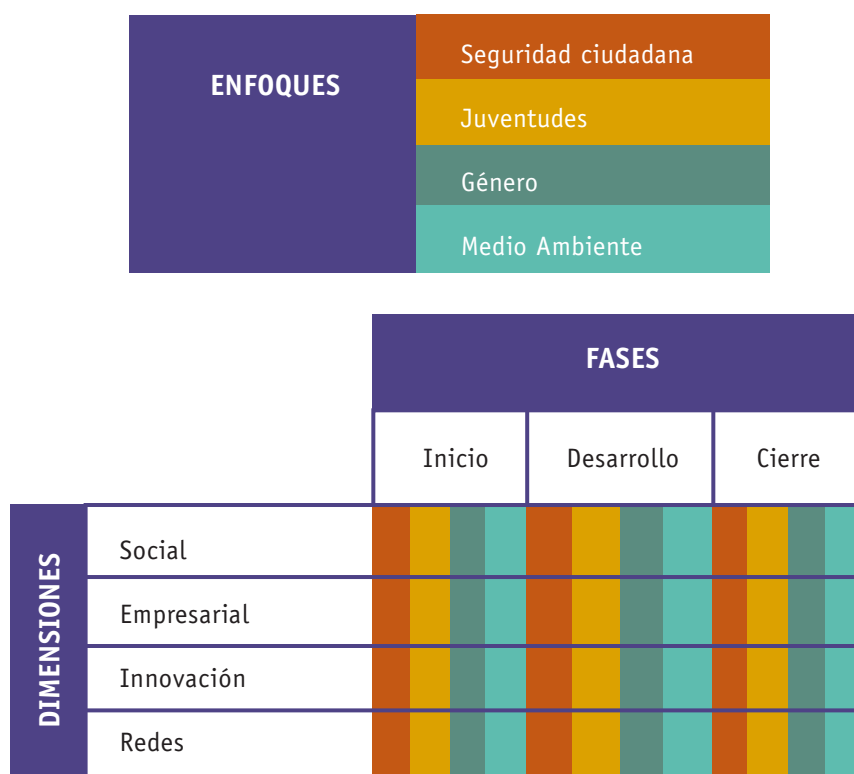 ENFOQUES
Seguridad ciudadana
Juventudes
Género
Medio Ambiente
FASES
Inicio
Desarrollo
Cierre
DIMENSIONES
Social
Empresarial
Innovación
Redes